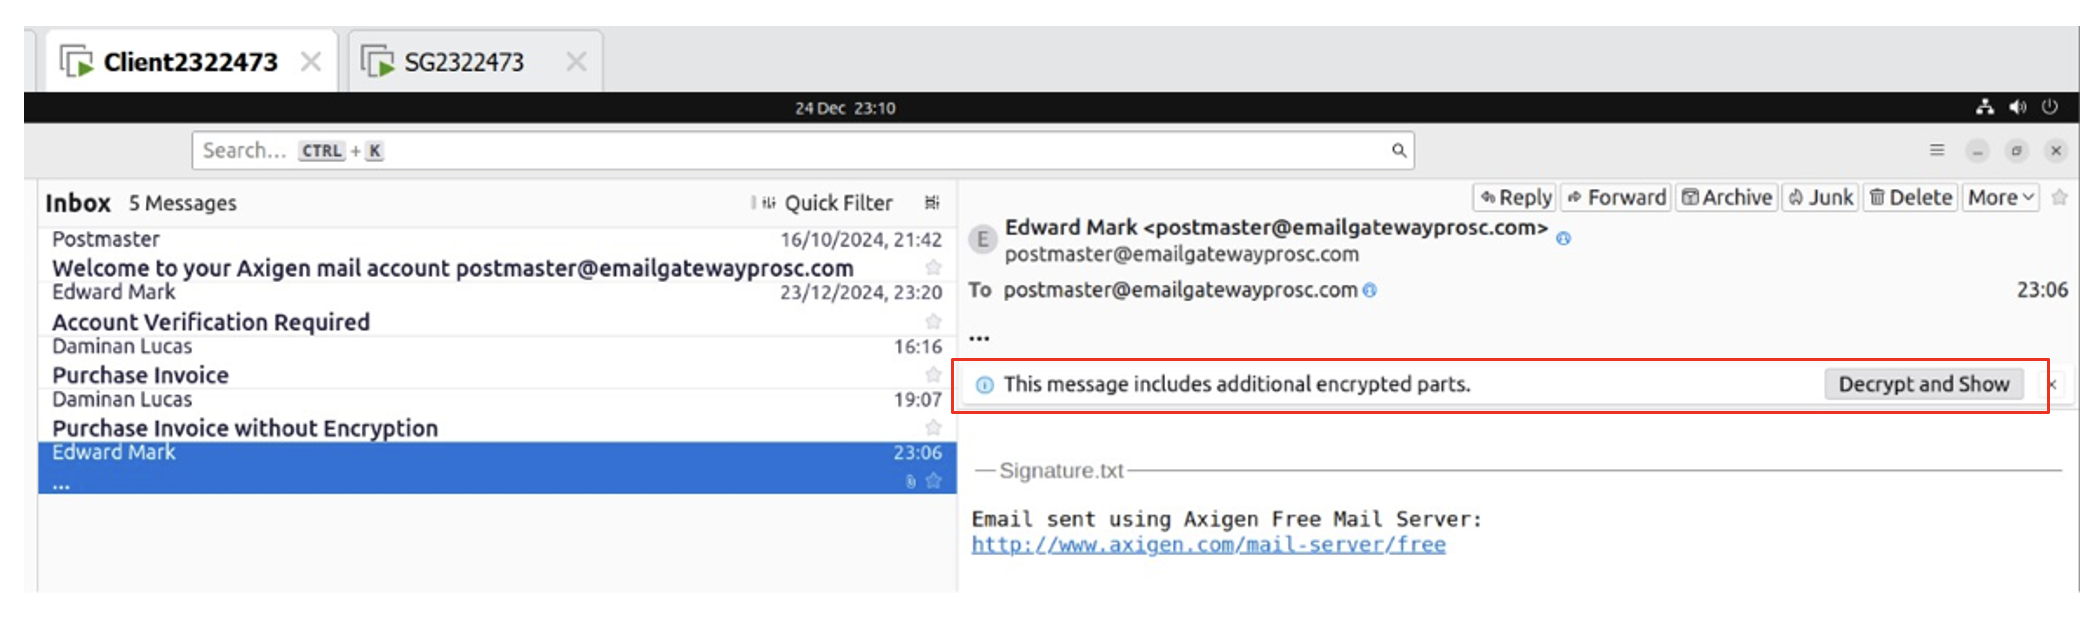 Client2322473 SG2322473
24 Dec 23:10
Search... CTRL + K
Inbox 5 Messages Quick Filter
Postmaster 16/10/2024, 21:42
Welcome to your Axigen mail account postmaster@emailgatewayprosc.com
Edward Mark 23/12/2024, 23:20
Account Verification Required
Daminan Lucas 16:16
Purchase Invoice
Daminan Lucas 19:07
Purchase Invoice without Encryption
Edward Mark 23:06
...
Reply Forward Archive Junk Delete More
E Edward Mark <postmaster@emailgatewayprosc.com>
postmaster@emailgatewayprosc.com
To postmaster@emailgatewayprosc.com 23:06
...
This message includes additional encrypted parts. Decrypt and Show
Signature.txt
Email sent using Axigen Free Mail Server:
http://www.axigen.com/mail-server/free